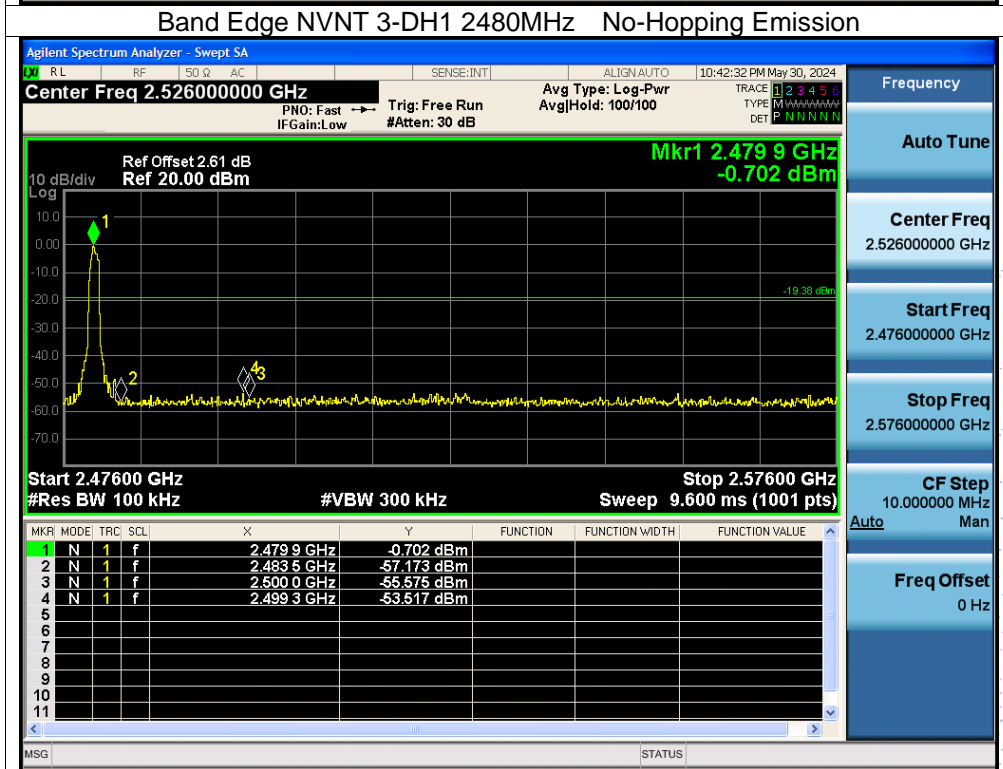 Band Edge NVNT 3-DH1 2480MHz No-Hopping Emission
Agilent Spectrum Analyzer - Swept SA
LXI RL RF 50 Ω AC SENSE:INT ALIGN AUTO 10:42:32 PM May 30, 2024
Center Freq 2.526000000 GHz
PNO: Fast
IFGain:Low
Trig: Free Run
#Atten: 30 dB
Avg Type: Log-Pwr
Avg|Hold: 100/100
TRACE 1 2 3 4 5 6
TYPE M WWWWW
DET P N N N N N
Ref Offset 2.61 dB
10 dB/div Ref 20.00 dBm
Log
Mkr1 2.479 9 GHz
-0.702 dBm
10.0
0.00
-10.0
-20.0
-30.0
-40.0
-50.0
-60.0
-70.0
1
2
4
3
-19.38 dBm
Start 2.47600 GHz Stop 2.57600 GHz
#Res BW 100 kHz #VBW 300 kHz Sweep 9.600 ms (1001 pts)
MKR MODE TRC SCL X Y FUNCTION FUNCTION WIDTH FUNCTION VALUE
1 N 1 f 2.479 9 GHz -0.702 dBm
2 N 1 f 2.483 5 GHz -57.173 dBm
3 N 1 f 2.500 0 GHz -55.575 dBm
4 N 1 f 2.499 3 GHz -53.517 dBm
5
6
7
8
9
10
11
MSG STATUS
Frequency
Auto Tune
Center Freq
2.526000000 GHz
Start Freq
2.476000000 GHz
Stop Freq
2.576000000 GHz
CF Step
10.000000 MHz
Auto Man
Freq Offset
0 Hz